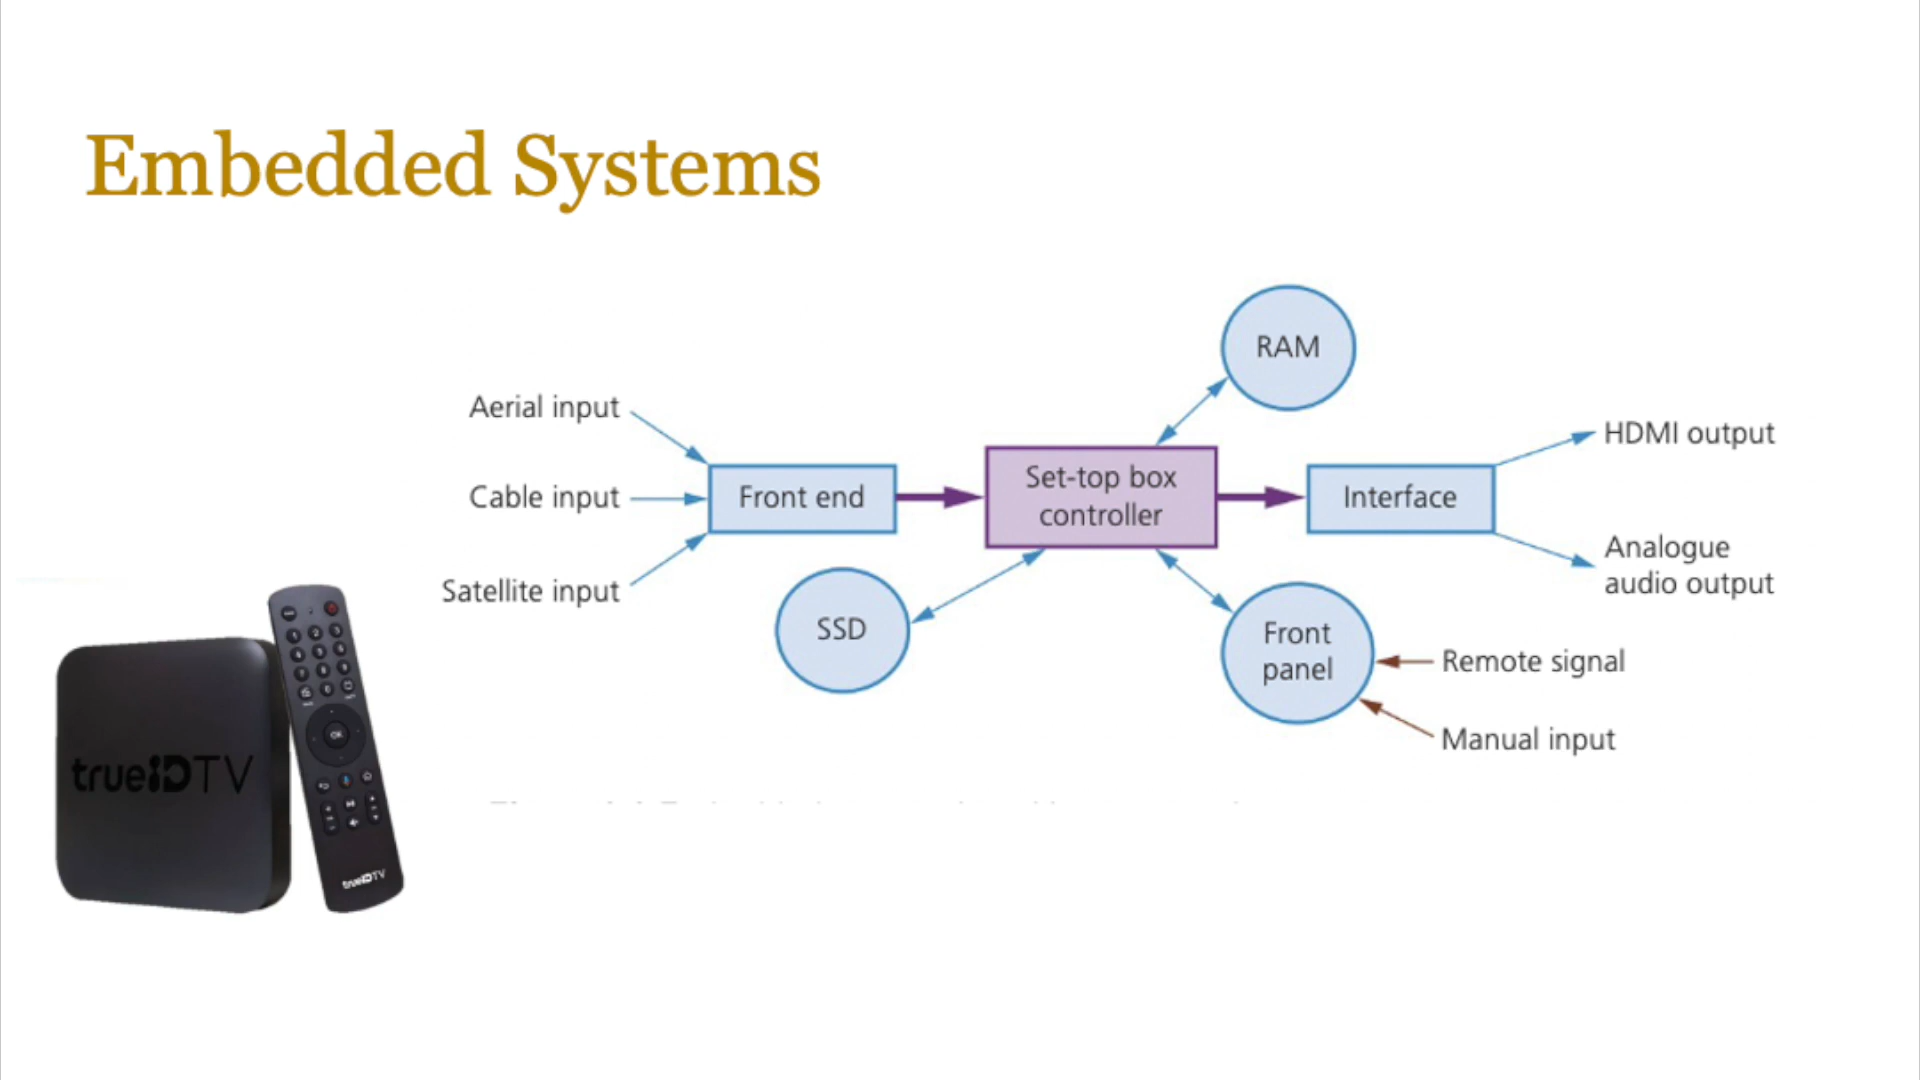 Embedded Systems
RAM
Aerial input
HDMI output
Cable input
Front end
Set-top box
controller
Interface
Analogue
audio output
Satellite input
SSD
Front
panel
Remote signal
Manual input
trueIDTV
OK
trueIDTV